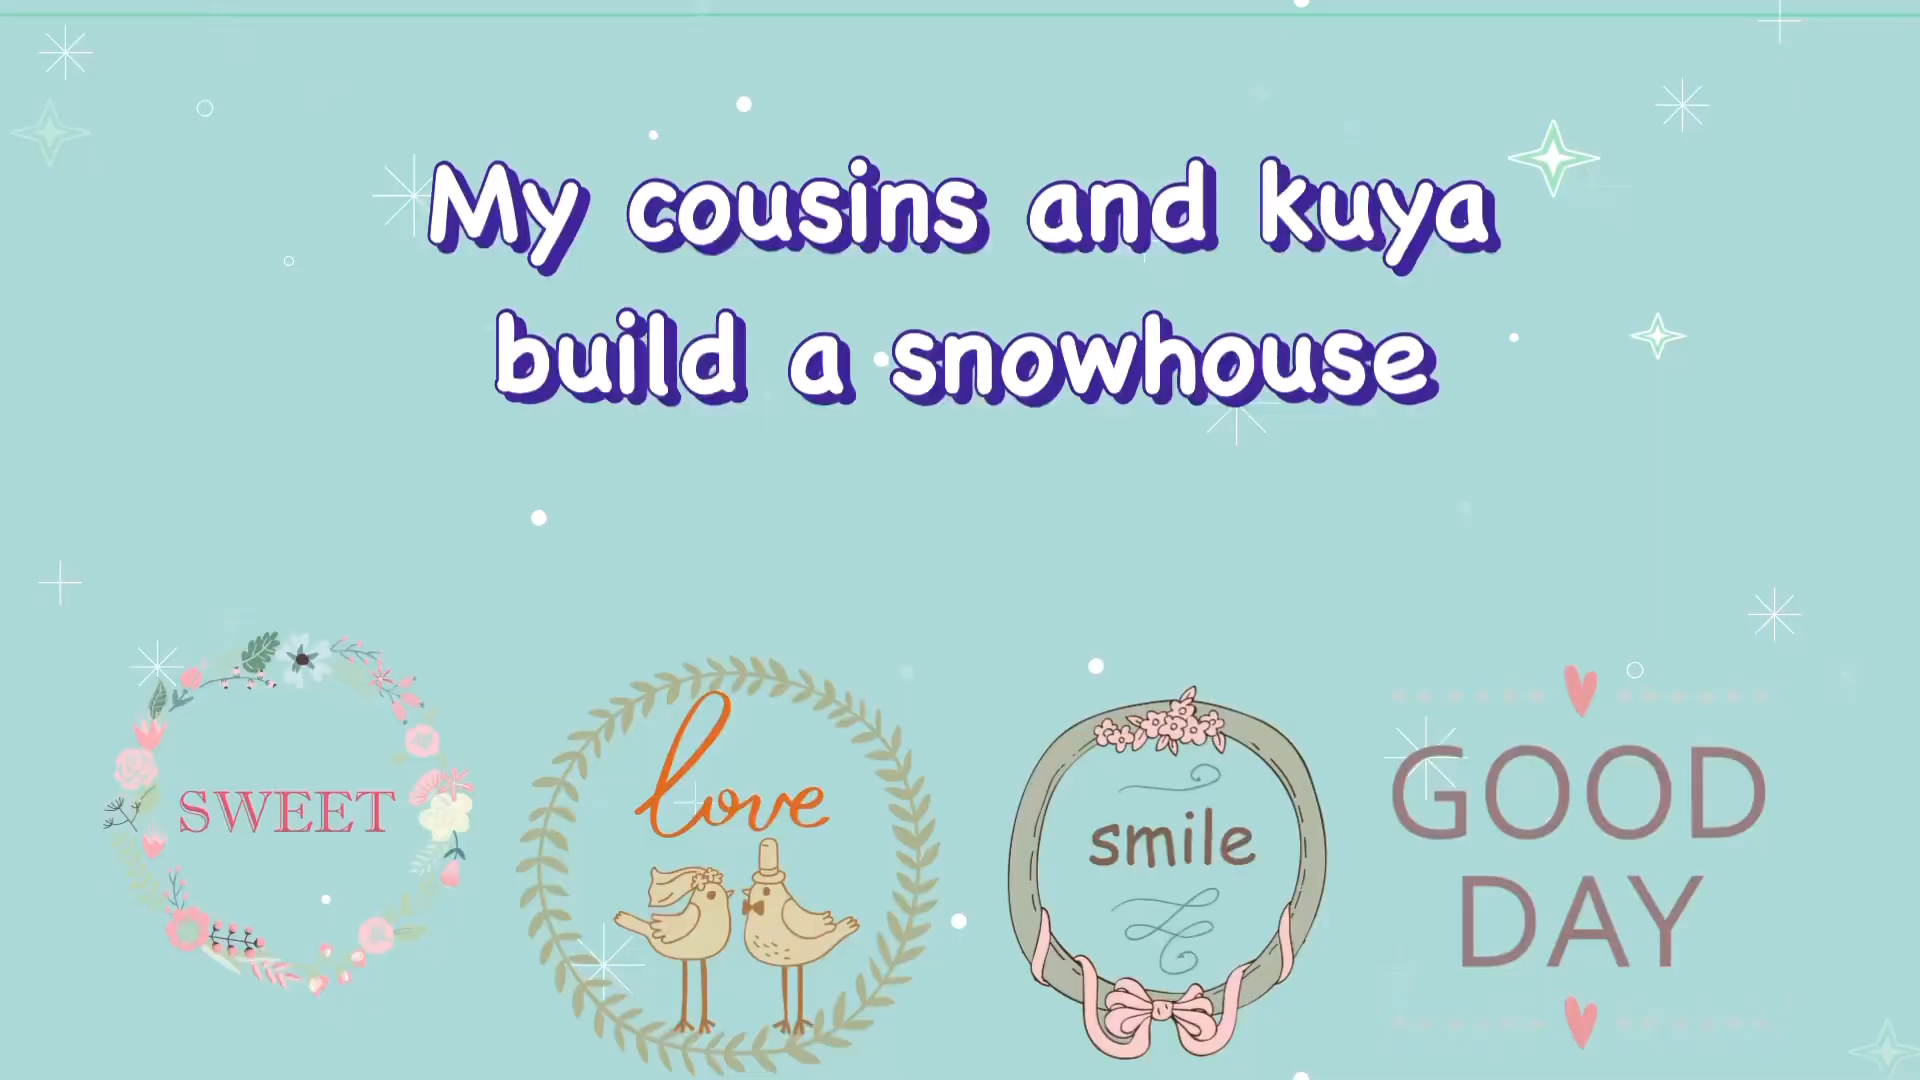 My cousins and kuya
build a snowhouse
SWEET
love
smile
GOOD
DAY